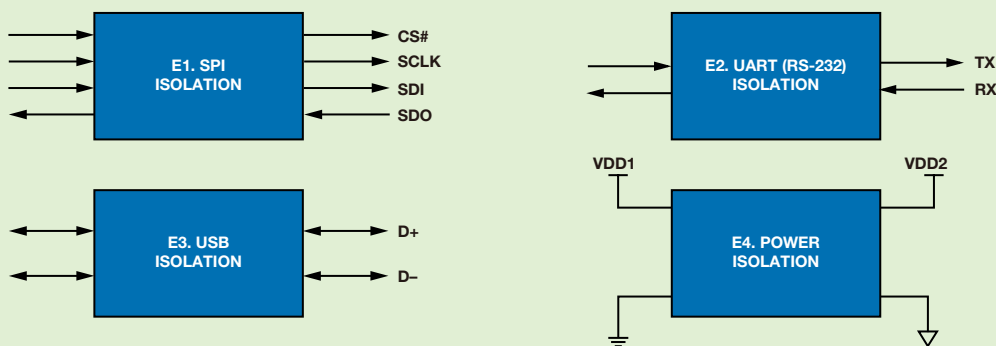 E1. SPI
ISOLATION
CS#
SCLK
SDI
SDO
E2. UART (RS-232)
ISOLATION
TX
RX
E3. USB
ISOLATION
D+
D–
VDD1
VDD2
E4. POWER
ISOLATION